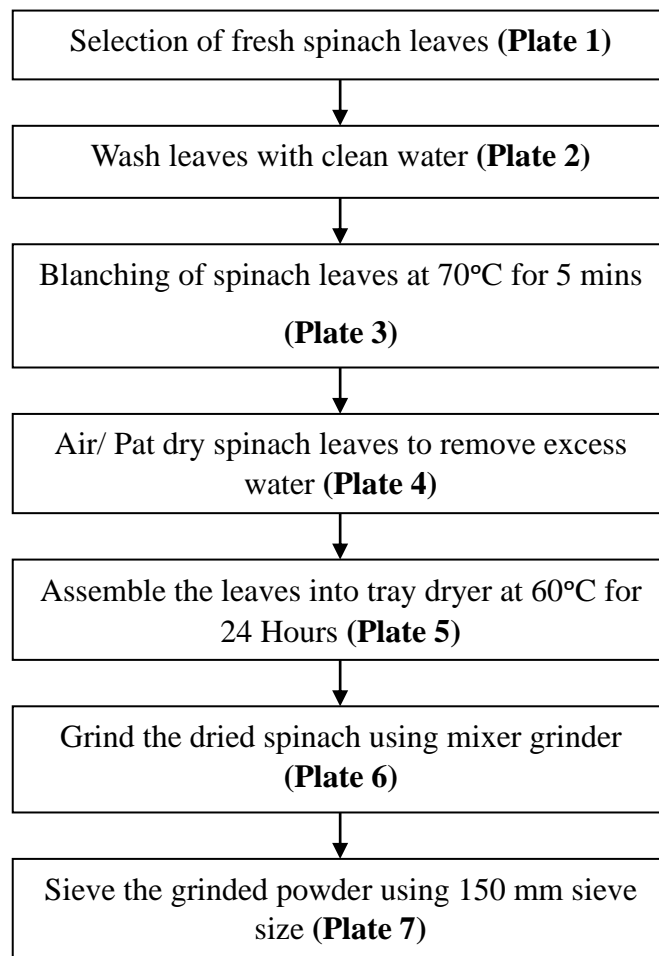 Selection of fresh spinach leaves (Plate 1)
Wash leaves with clean water (Plate 2)
Blanching of spinach leaves at 70°C for 5 mins
(Plate 3)
Air/ Pat dry spinach leaves to remove excess
water (Plate 4)
Assemble the leaves into tray dryer at 60°C for
24 Hours (Plate 5)
Grind the dried spinach using mixer grinder
(Plate 6)
Sieve the grinded powder using 150 mm sieve
size (Plate 7)